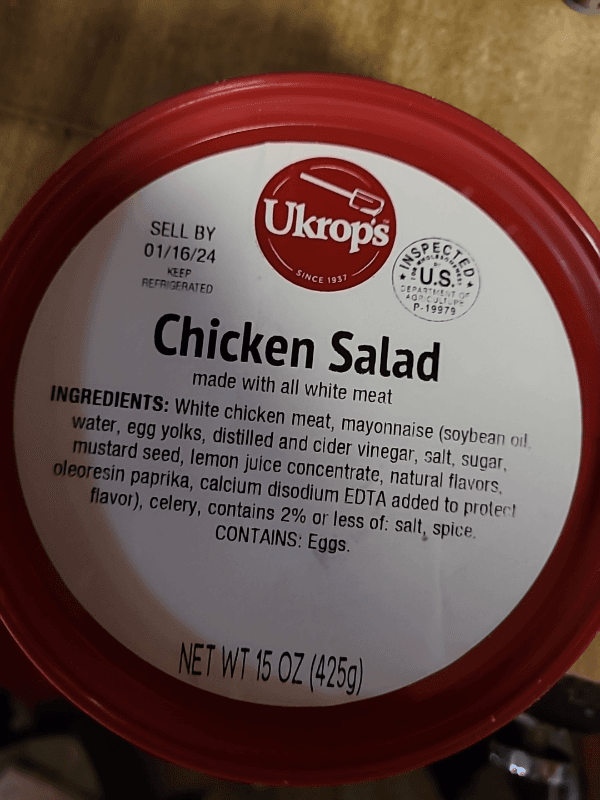 SELL BY
01/16/24
KEEP
REFRIGERATED
Ukrop's
SINCE 1937
INSPECTED
FOR WHOLESOMENESS
BY
U.S.
DEPARTMENT OF
AGRICULTURE
P-19979
Chicken Salad
made with all white meat
INGREDIENTS: White chicken meat, mayonnaise (soybean oil,
water, egg yolks, distilled and cider vinegar, salt, sugar,
mustard seed, lemon juice concentrate, natural flavors,
oleoresin paprika, calcium disodium EDTA added to protect
flavor), celery, contains 2% or less of: salt, spice.
CONTAINS: Eggs.
NET WT 15 OZ (425g)